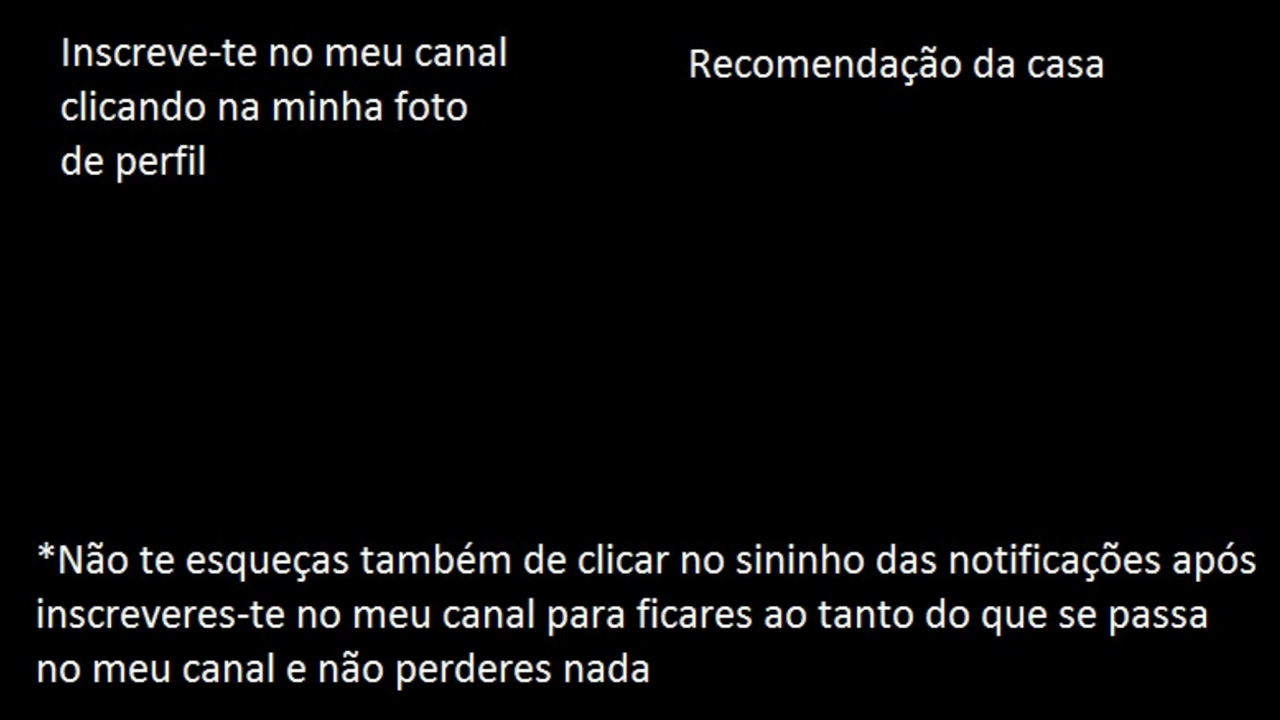 Inscreve-te no meu canal
clicando na minha foto
de perfil
Recomendação da casa
*Não te esqueças também de clicar no sininho das notificações após
inscreveres-te no meu canal para ficares ao tanto do que se passa
no meu canal e não perderes nada